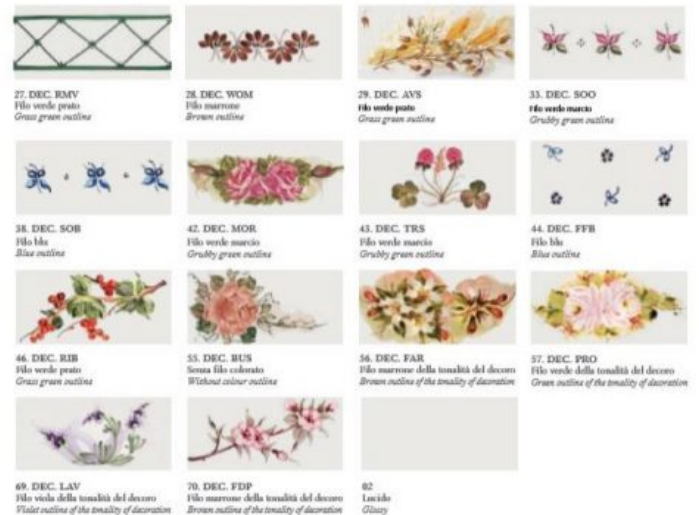 27. DEC. RMV
Filo verde prato
Grass green outline
28. DEC. WOM
Filo marrone
Brown outline
29. DEC. AVS
Filo verde prato
Grass green outline
33. DEC. SOO
Filo verde marcio
Grubby green outline
38. DEC. SOB
Filo blu
Blue outline
42. DEC. MOR
Filo verde marcio
Grubby green outline
43. DEC. TRS
Filo verde marcio
Grubby green outline
44. DEC. FFB
Filo blu
Blue outline
46. DEC. RIB
Filo verde prato
Grass green outline
55. DEC. BUS
Senza filo colorato
Without colour outline
56. DEC. FAR
Filo marrone della tonalità del decoro
Brown outline of the tonality of decoration
57. DEC. PRO
Filo verde della tonalità del decoro
Green outline of the tonality of decoration
69. DEC. LAV
Filo viola della tonalità del decoro
Violet outline of the tonality of decoration
70. DEC. FDP
Filo marrone della tonalità del decoro
Brown outline of the tonality of decoration
02
Lucido
Glossy